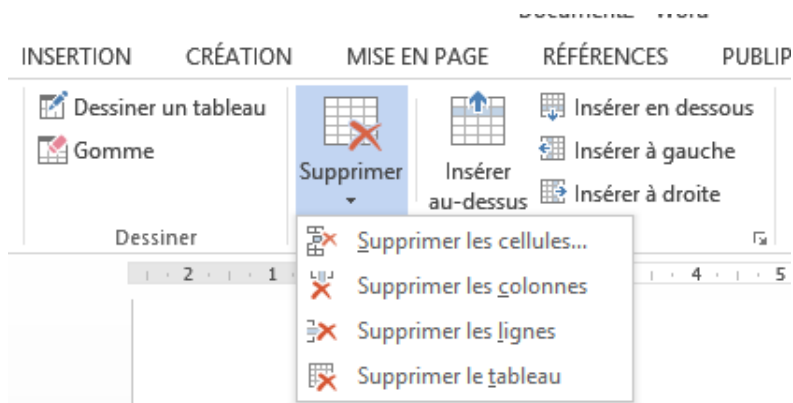 INSERTION CRÉATION MISE EN PAGE RÉFÉRENCES PUBLIP
Dessiner un tableau
Gomme
Dessiner
Supprimer
Insérer
au-dessus
Insérer en dessous
Insérer à gauche
Insérer à droite
Supprimer les cellules...
Supprimer les colonnes
Supprimer les lignes
Supprimer le tableau
2 1 4 5